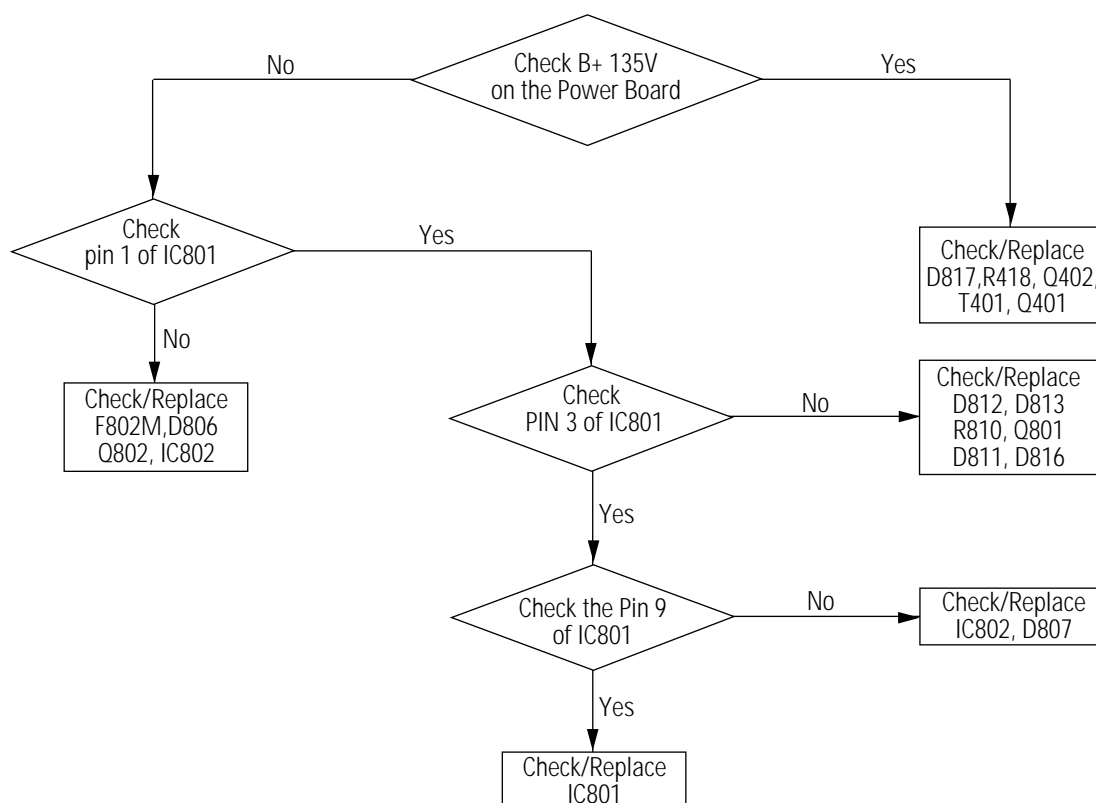 Check B+ 135V
on the Power Board
No
Yes
Check
pin 1 of IC801
Yes
No
Check/Replace
D817,R418, Q402,
T401, Q401
Check/Replace
F802M,D806
Q802, IC802
Check
PIN 3 of IC801
No
Check/Replace
D812, D813
R810, Q801
D811, D816
Yes
Check the Pin 9
of IC801
No
Check/Replace
IC802, D807
Yes
Check/Replace
IC801